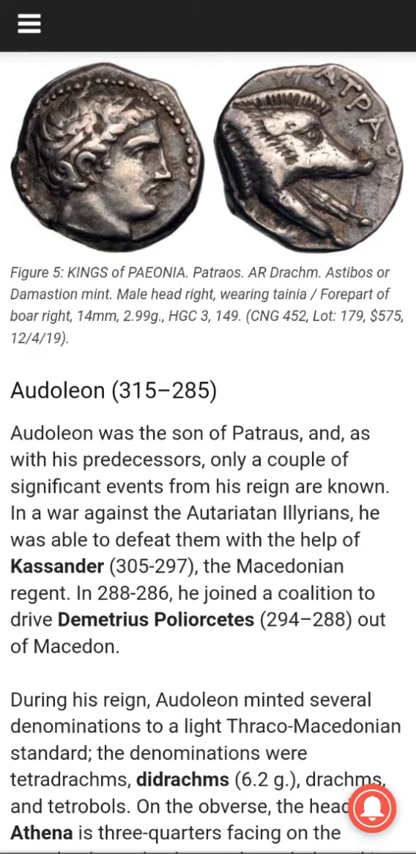 ΑΤΡΑ
Figure 5: KINGS of PAEONIA. Patraos. AR Drachm. Astibos or
Damastion mint. Male head right, wearing tainia / Forepart of
boar right, 14mm, 2.99g., HGC 3, 149. (CNG 452, Lot: 179, $575,
12/4/19).
Audoleon (315–285)
Audoleon was the son of Patraus, and, as
with his predecessors, only a couple of
significant events from his reign are known.
In a war against the Autariatan Illyrians, he
was able to defeat them with the help of
Kassander (305-297), the Macedonian
regent. In 288-286, he joined a coalition to
drive Demetrius Poliorcetes (294–288) out
of Macedon.
During his reign, Audoleon minted several
denominations to a light Thraco-Macedonian
standard; the denominations were
tetradrachms, didrachms (6.2 g.), drachms,
and tetrobols. On the obverse, the head
Athena is three-quarters facing on the